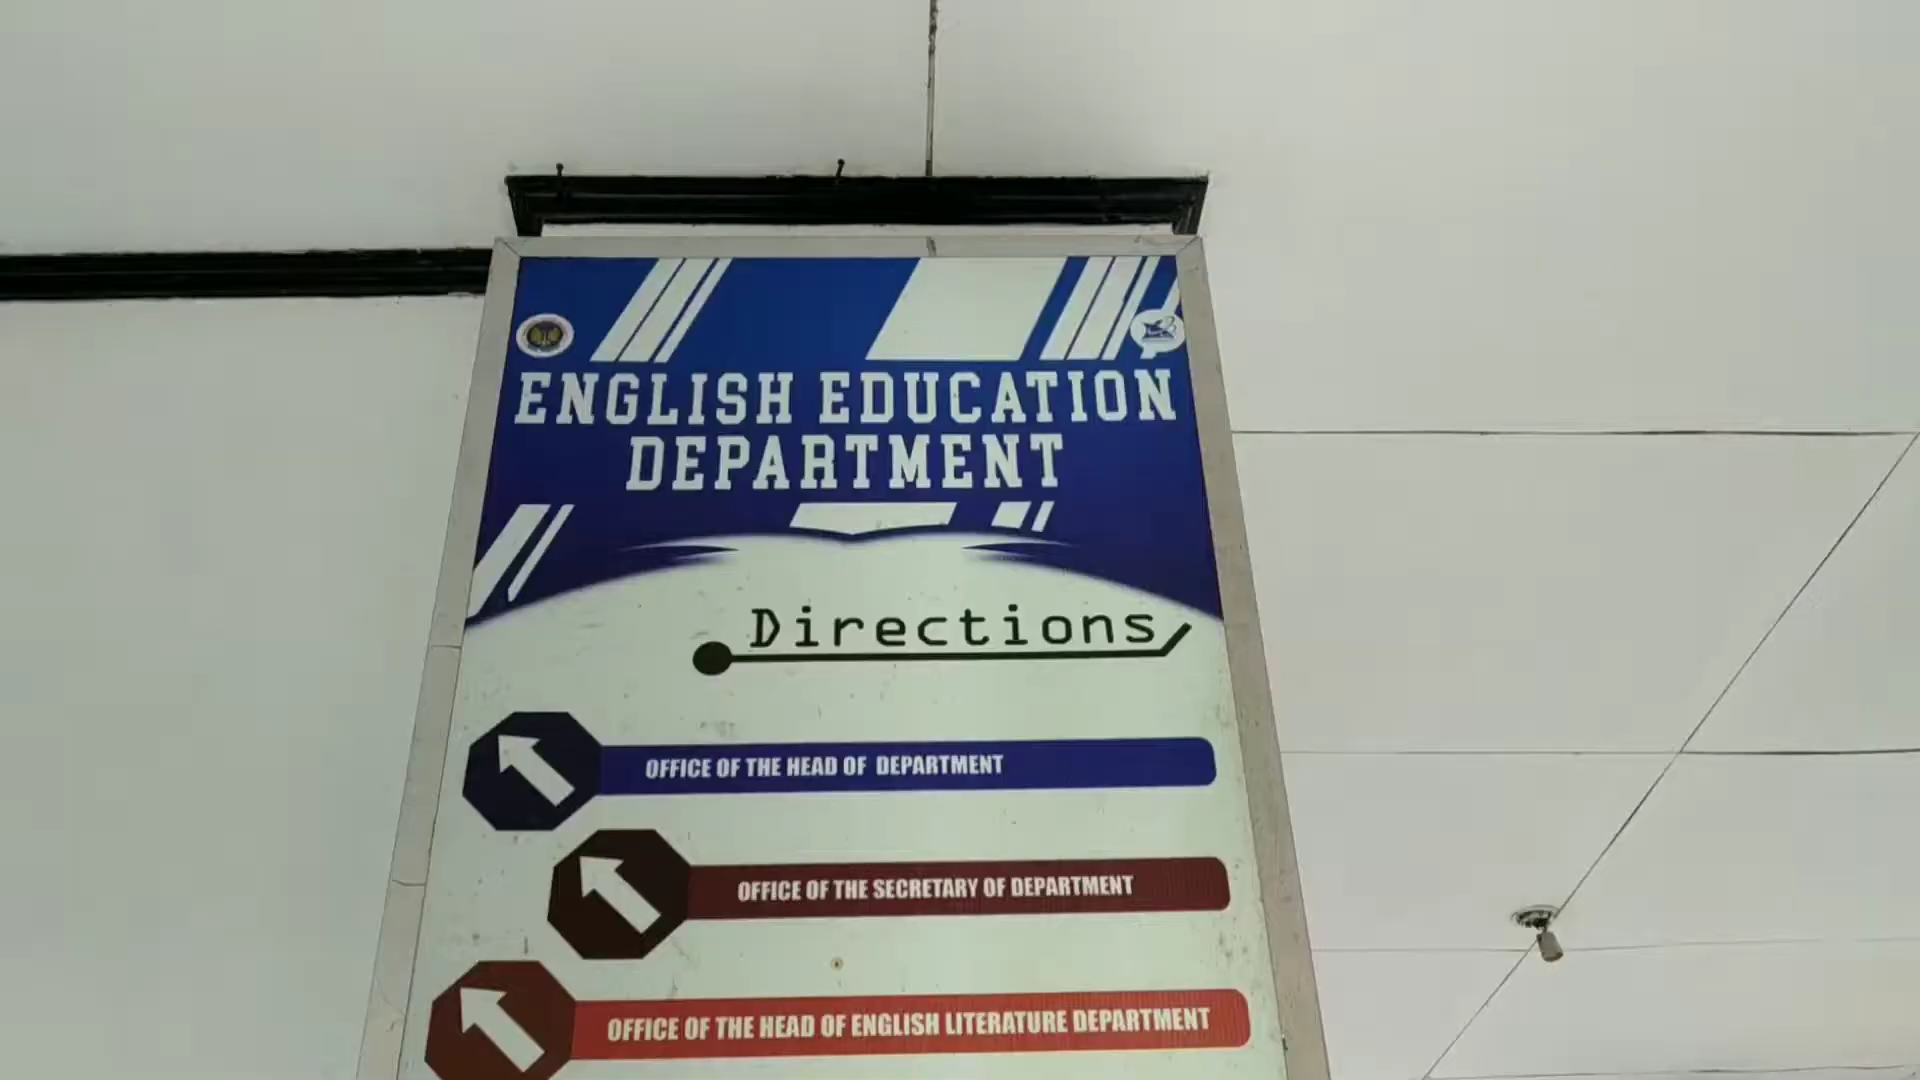 ENGLISH EDUCATION
DEPARTMENT
Directions
OFFICE OF THE HEAD OF DEPARTMENT
OFFICE OF THE SECRETARY OF DEPARTMENT
OFFICE OF THE HEAD OF ENGLISH LITERATURE DEPARTMENT